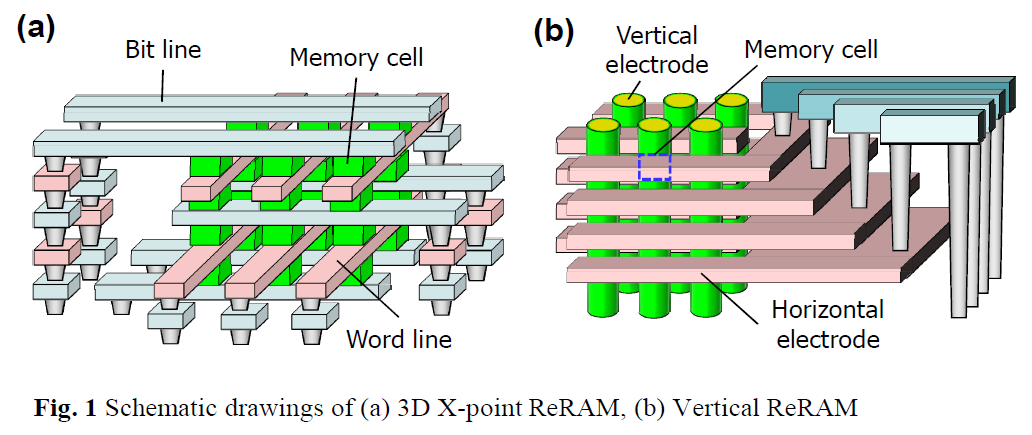 (a)
Bit line
Memory cell
Word line
(b)
Vertical
electrode
Memory cell
Horizontal
electrode
Fig. 1 Schematic drawings of (a) 3D X-point ReRAM, (b) Vertical ReRAM